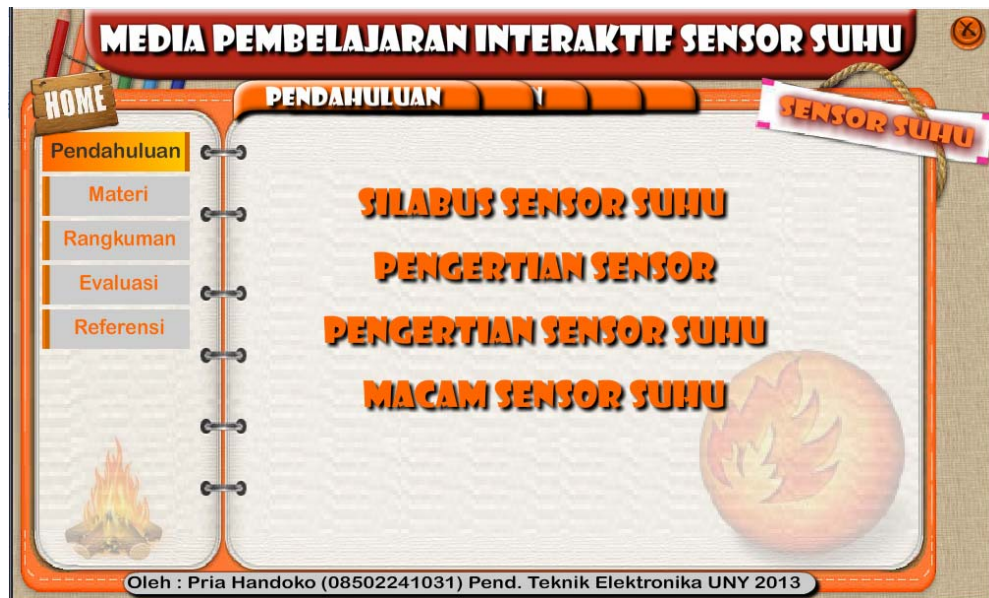 MEDIA PEMBELAJARAN INTERAKTIF SENSOR SUHU
HOME
PENDAHULUAN
SENSOR SUHU
Pendahuluan
Materi
Rangkuman
Evaluasi
Referensi
SILABUS SENSOR SUHU
PENGERTIAN SENSOR
PENGERTIAN SENSOR SUHU
MACAM SENSOR SUHU
Oleh : Pria Handoko (08502241031) Pend. Teknik Elektronika UNY 2013